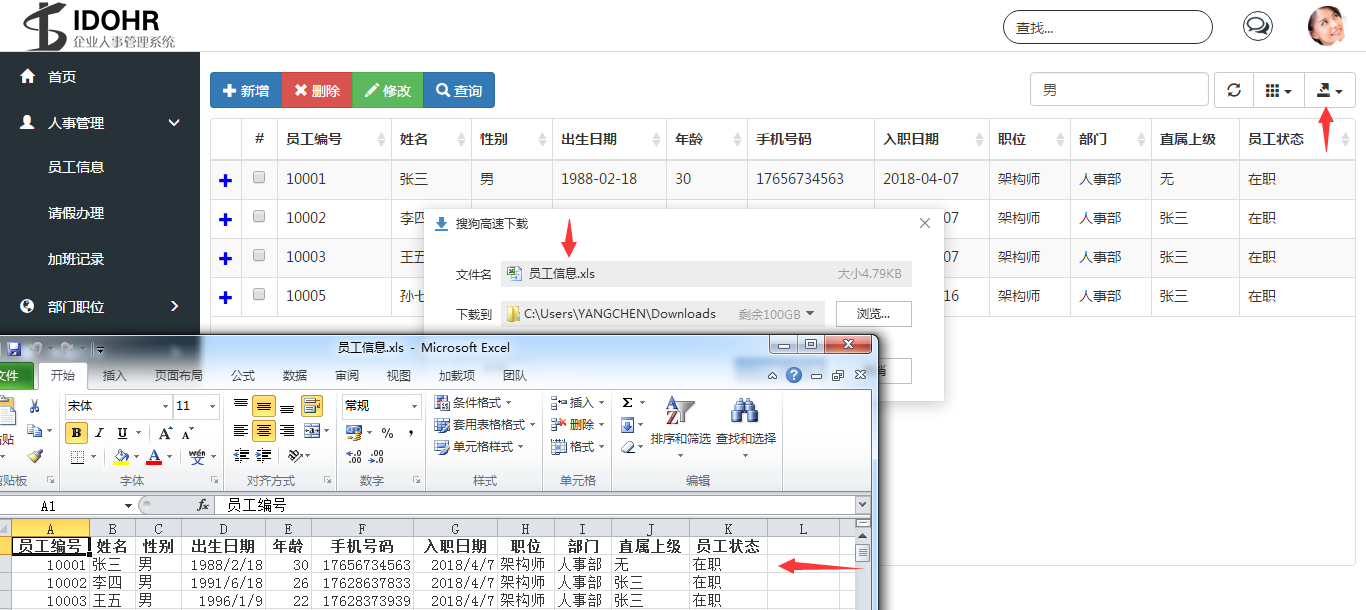 IDOHR
企业人事管理系统
查找...
首页
人事管理
员工信息
请假办理
加班记录
部门职位
新增 删除 修改 查询
男
# 员工编号 姓名 性别 出生日期 年龄 手机号码 入职日期 职位 部门 直属上级 员工状态
10001 张三 男 1988-02-18 30 17656734563 2018-04-07 架构师 人事部 无 在职
10002 李四 07 架构师 人事部 张三 在职
10003 王五 07 架构师 人事部 张三 在职
10005 孙七 16 架构师 人事部 张三 在职
搜狗高速下载
文件名 员工信息.xls 大小4.79KB
下载到 C:\Users\YANGCHEN\Downloads 剩余100GB 浏览...
员工信息.xls - Microsoft Excel
文件 开始 插入 页面布局 公式 数据 审阅 视图 加载项 团队
宋体 11 常规 条件格式 插入 Σ
B I U A A 套用表格格式 删除 排序和筛选 查找和选择
A wén 文 % , 单元格样式 格式
剪贴板 字体 对齐方式 数字 样式 单元格 编辑
A1 fx 员工编号
A B C D E F G H I J K L
员工编号 姓名 性别 出生日期 年龄 手机号码 入职日期 职位 部门 直属上级 员工状态
10001 张三 男 1988/2/18 30 17656734563 2018/4/7 架构师 人事部 无 在职
10002 李四 男 1991/6/18 26 17628637833 2018/4/7 架构师 人事部 张三 在职
10003 王五 男 1996/1/9 22 17628373939 2018/4/7 架构师 人事部 张三 在职